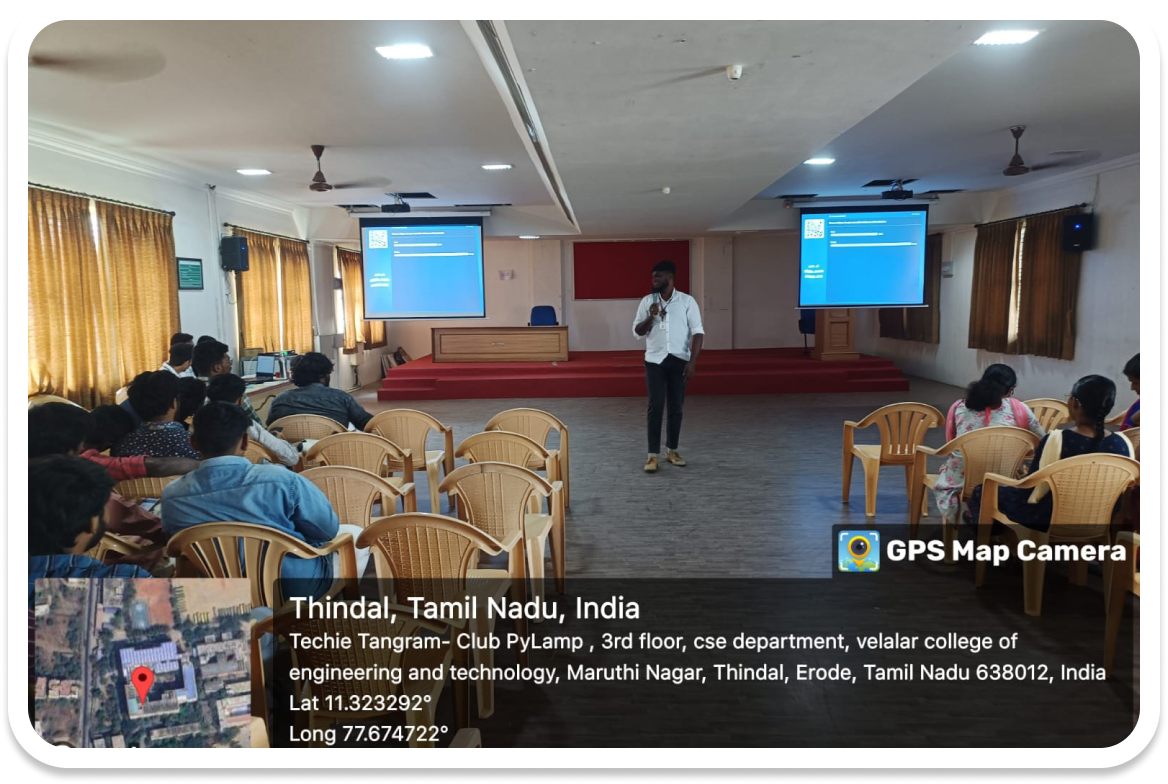 GPS Map Camera
Thindal, Tamil Nadu, India
Techie Tangram- Club PyLamp , 3rd floor, cse department, velalar college of
engineering and technology, Maruthi Nagar, Thindal, Erode, Tamil Nadu 638012, India
Lat 11.323292°
Long 77.674722°